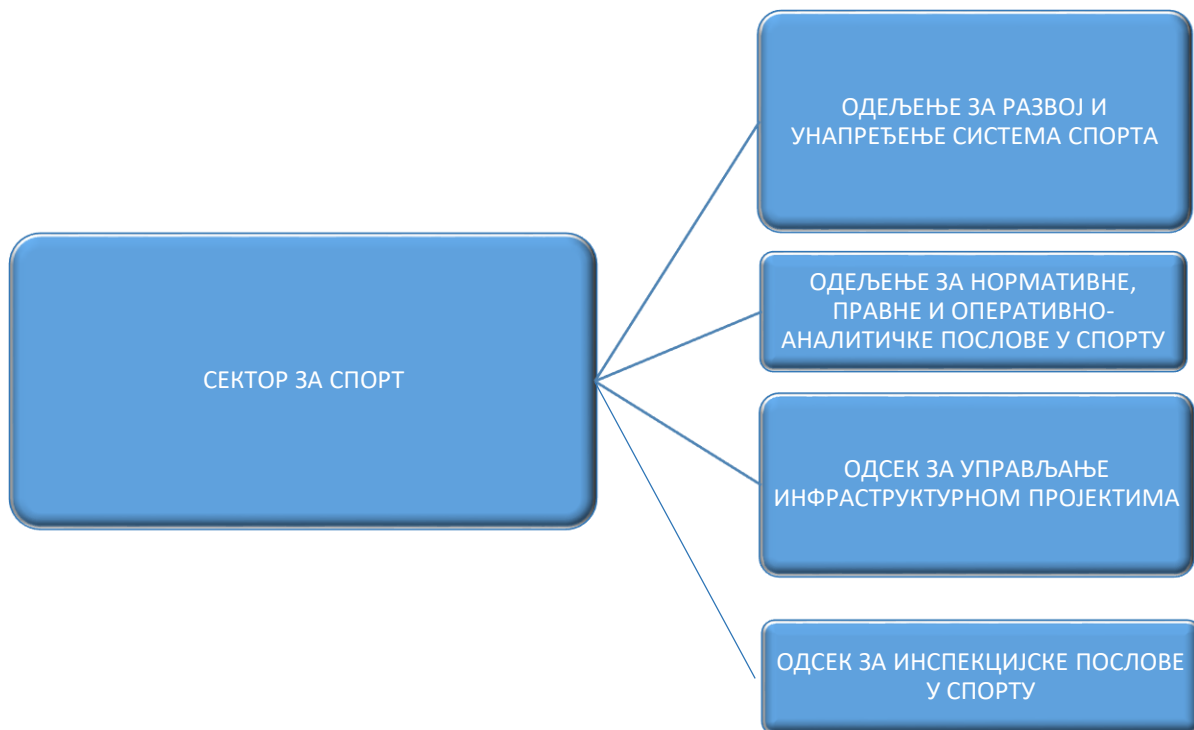 СЕКТОР ЗА СПОРТ
ОДЕЉЕЊЕ ЗА РАЗВОЈ И
УНАПРЕЂЕЊЕ СИСТЕМА СПОРТА
ОДЕЉЕЊЕ ЗА НОРМАТИВНЕ,
ПРАВНЕ И ОПЕРАТИВНО-
АНАЛИТИЧКЕ ПОСЛОВЕ У СПОРТУ
ОДСЕК ЗА УПРАВЉАЊЕ
ИНФРАСТРУКТУРНОМ ПРОЈЕКТИМА
ОДСЕК ЗА ИНСПЕКЦИЈСКЕ ПОСЛОВЕ
У СПОРТУ